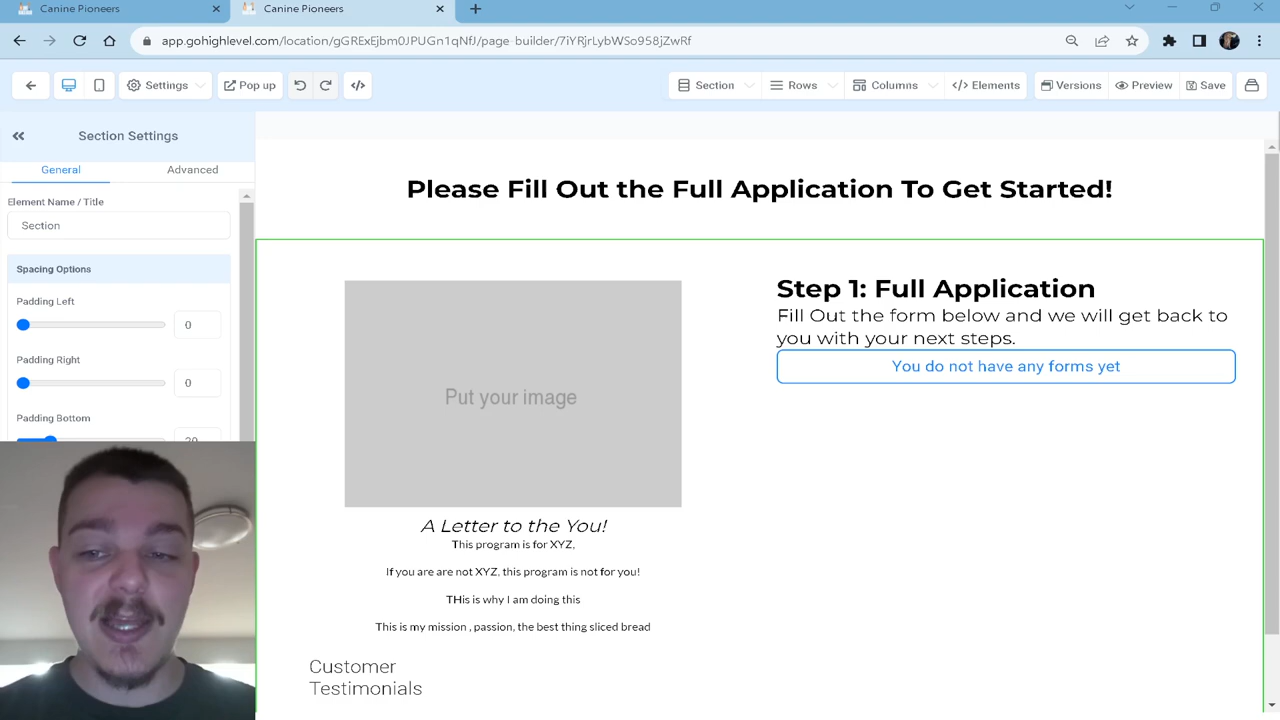 Canine Pioneers
Canine Pioneers
app.gohighlevel.com/location/gGRExEjbm0JPUGn1qNfJ/page-builder/7iYRjrLybWSo958jZwRf
Settings
Pop up
Section
Rows
Columns
Elements
Versions
Preview
Save
Section Settings
General
Advanced
Element Name / Title
Section
Spacing Options
Padding Left
0
Padding Right
0
Padding Bottom
20
Please Fill Out the Full Application To Get Started!
Put your image
A Letter to the You!
This program is for XYZ,
If you are are not XYZ, this program is not for you!
THis is why I am doing this
This is my mission , passion, the best thing sliced bread
Customer
Testimonials
Step 1: Full Application
Fill Out the form below and we will get back to
you with your next steps.
You do not have any forms yet